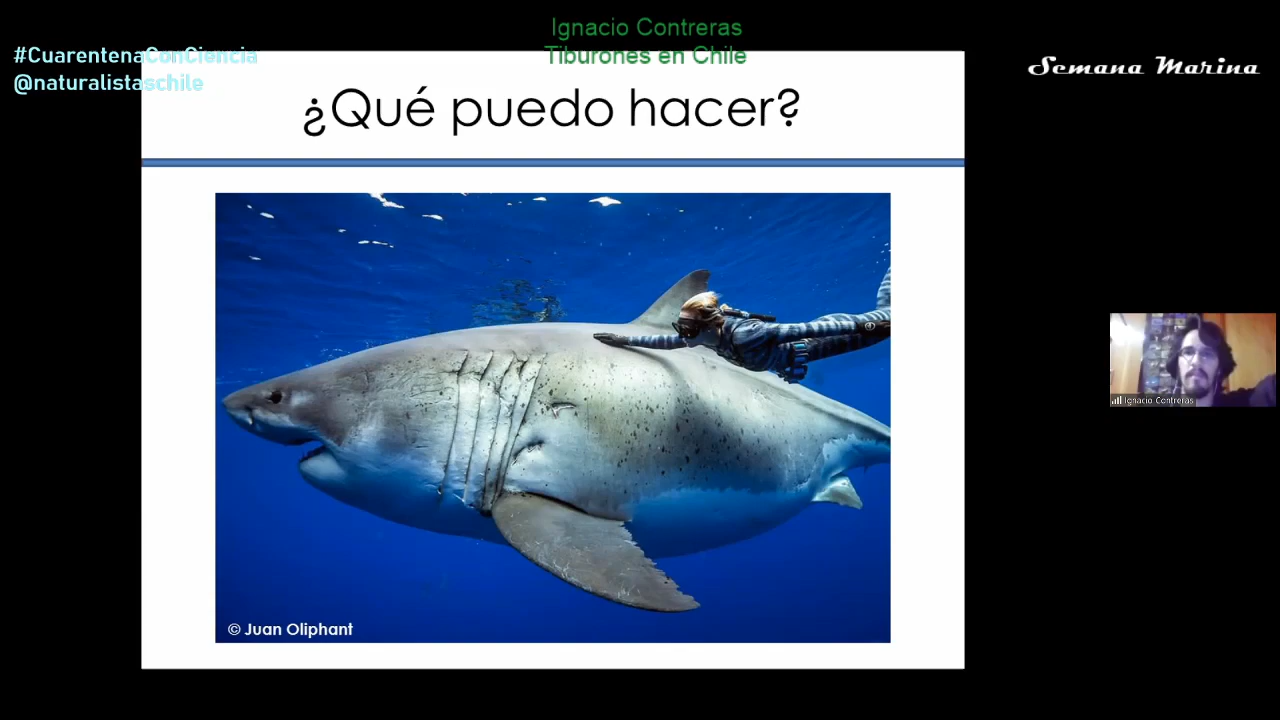 Ignacio Contreras
Tiburones en Chile
#CuarentenaConCiencia
@naturalistaschile
Semana Marina
¿Qué puedo hacer?
© Juan Oliphant
Ignacio Contreras